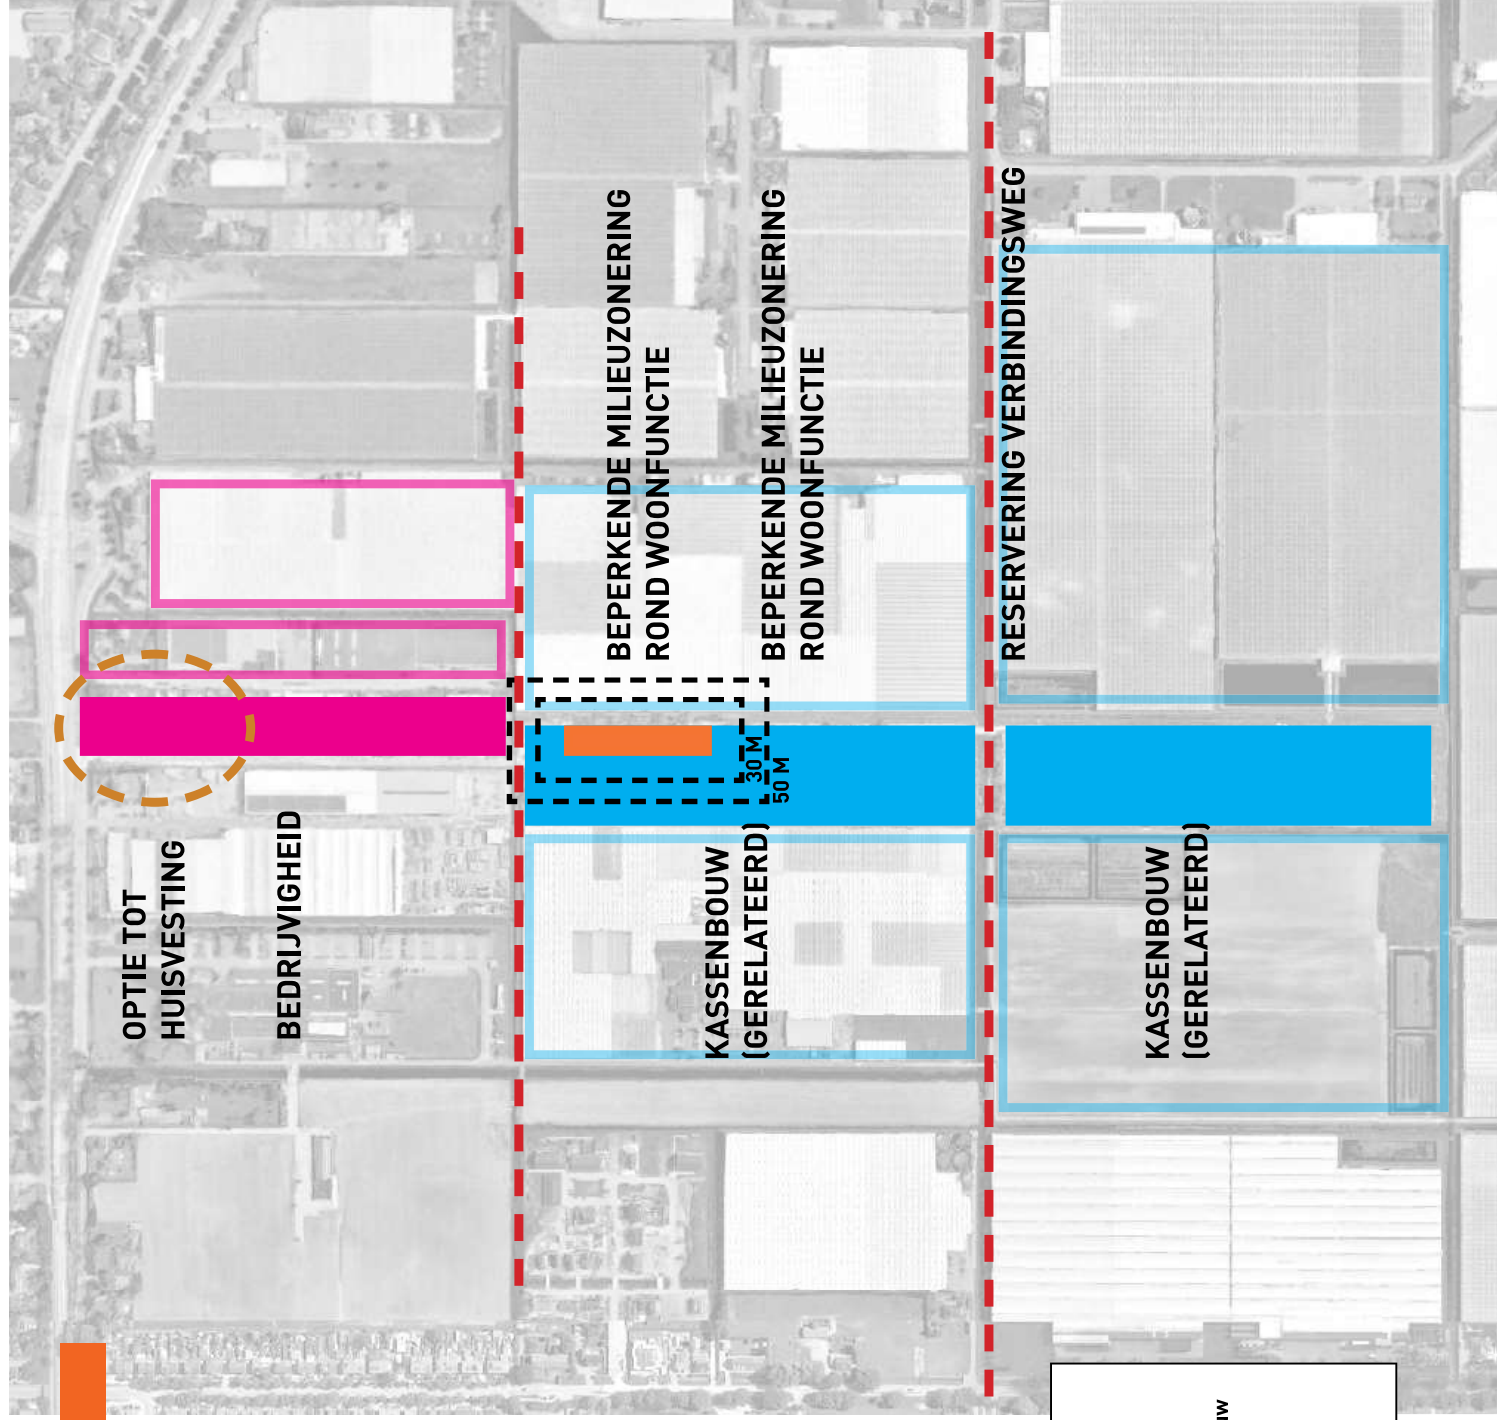 OPTIE TOT
HUISVESTING
BEDRIJVIGHEID
BEPERKENDE MILIEUZONERING
ROND WOONFUNCTIE
BEPERKENDE MILIEUZONERING
ROND WOONFUNCTIE
RESERVERING VERBINDINGSWEG
30 M
50 M
KASSENBOUW
(GERELATEERD)
KASSENBOUW
(GERELATEERD)